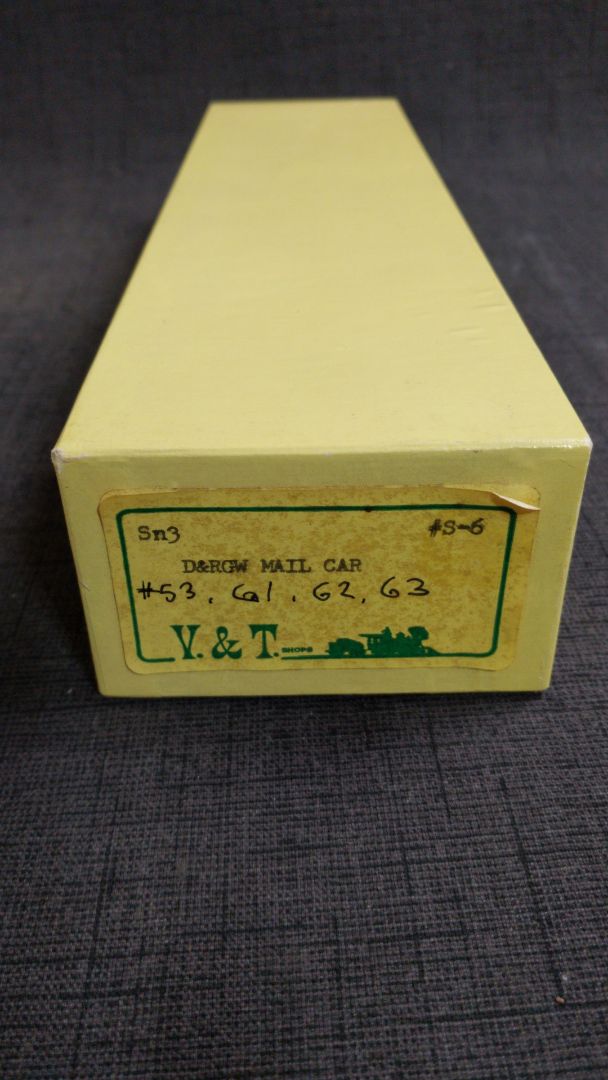 Sn3 #S-6
D&RGW MAIL CAR
#53, 61, 62, 63
V. & T. SHOPS